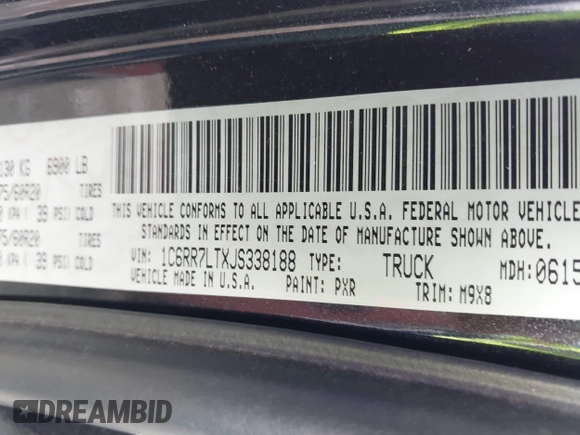 130 KG 6900 LB
75/60R20 TIRES
KPA / 39 PSI COLD
75/60R20 TIRES
KPA / 39 PSI COLD
THIS VEHICLE CONFORMS TO ALL APPLICABLE U.S.A. FEDERAL MOTOR VEHICLE
STANDARDS IN EFFECT ON THE DATE OF MANUFACTURE SHOWN ABOVE.
VIN: 1C6RR7LTXJS338188 TYPE: TRUCK MDH: 0615
VEHICLE MADE IN U.S.A. PAINT: PXR TRIM: M9X8
DREAMBID